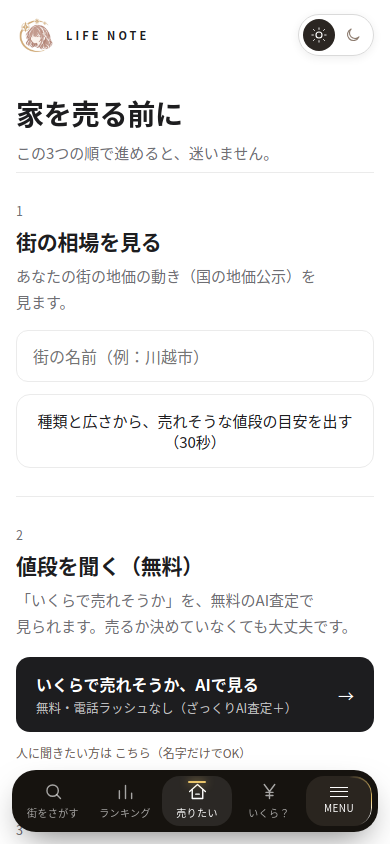 LIFE NOTE
家を売る前に
この3つの順で進めると、迷いません。
1
街の相場を見る
あなたの街の地価の動き（国の地価公示）を
見ます。
街の名前（例：川越市）
種類と広さから、売れそうな値段の目安を出す
（30秒）
2
値段を聞く（無料）
「いくらで売れそうか」を、無料のAI査定で
見られます。売るか決めていなくても大丈夫です。
いくらで売れそうか、AIで見る
無料・電話ラッシュなし（ざっくりAI査定＋）
→
人に聞きたい方は こちら（名字だけでOK）
街をさがす
ランキング
売りたい
いくら？
MENU
3